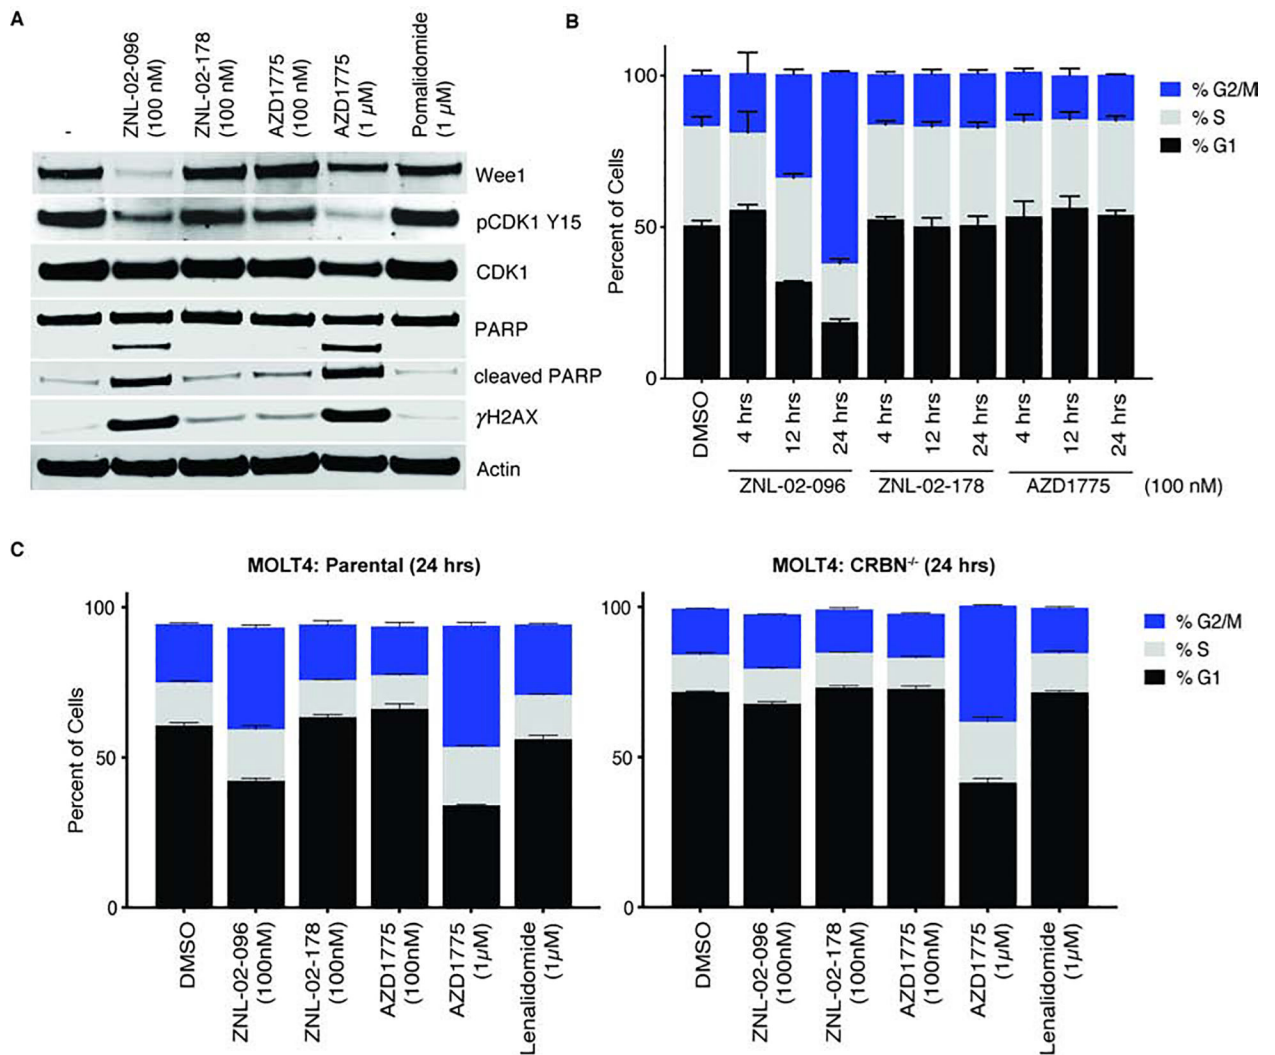 A
-
ZNL-02-096
(100 nM)
ZNL-02-178
(100 nM)
AZD1775
(100 nM)
AZD1775
(1 µM)
Pomalidomide
(1 µM)
Wee1
pCDK1 Y15
CDK1
PARP
cleaved PARP
γH2AX
Actin
B
Percent of Cells
100
50
0
% G2/M
% S
% G1
DMSO
4 hrs
12 hrs
24 hrs
4 hrs
12 hrs
24 hrs
4 hrs
12 hrs
24 hrs
ZNL-02-096
ZNL-02-178
AZD1775
(100 nM)
C
MOLT4: Parental (24 hrs)
Percent of Cells
100
50
0
DMSO
ZNL-02-096
(100nM)
ZNL-02-178
(100nM)
AZD1775
(100nM)
AZD1775
(1µM)
Lenalidomide
(1µM)
MOLT4: CRBN-/- (24 hrs)
100
50
0
DMSO
ZNL-02-096
(100nM)
ZNL-02-178
(100nM)
AZD1775
(100nM)
AZD1775
(1µM)
Lenalidomide
(1µM)
% G2/M
% S
% G1